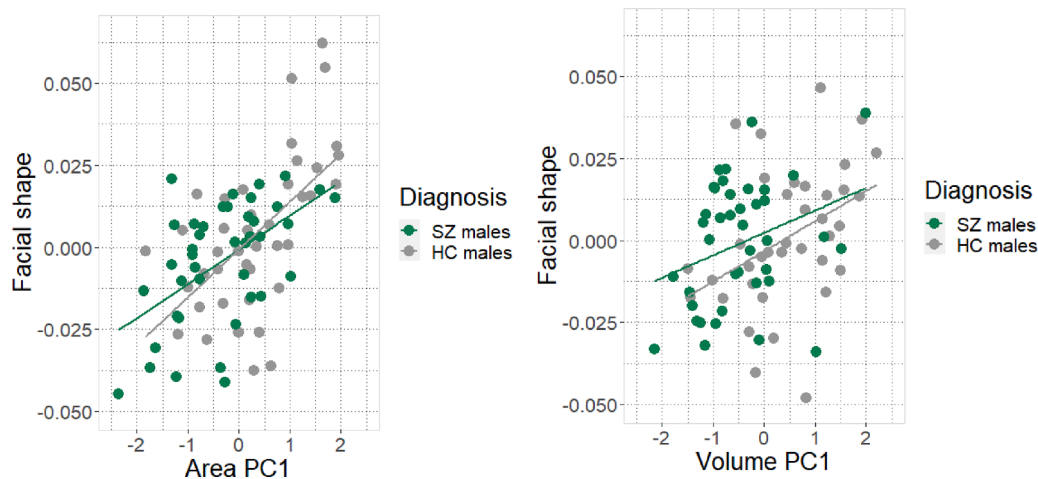 0.050
0.025
0.000
-0.025
-0.050
Facial shape
-2 -1 0 1 2
Area PC1
Diagnosis
SZ males
HC males
0.050
0.025
0.000
-0.025
-0.050
Facial shape
-2 -1 0 1 2
Volume PC1
Diagnosis
SZ males
HC males